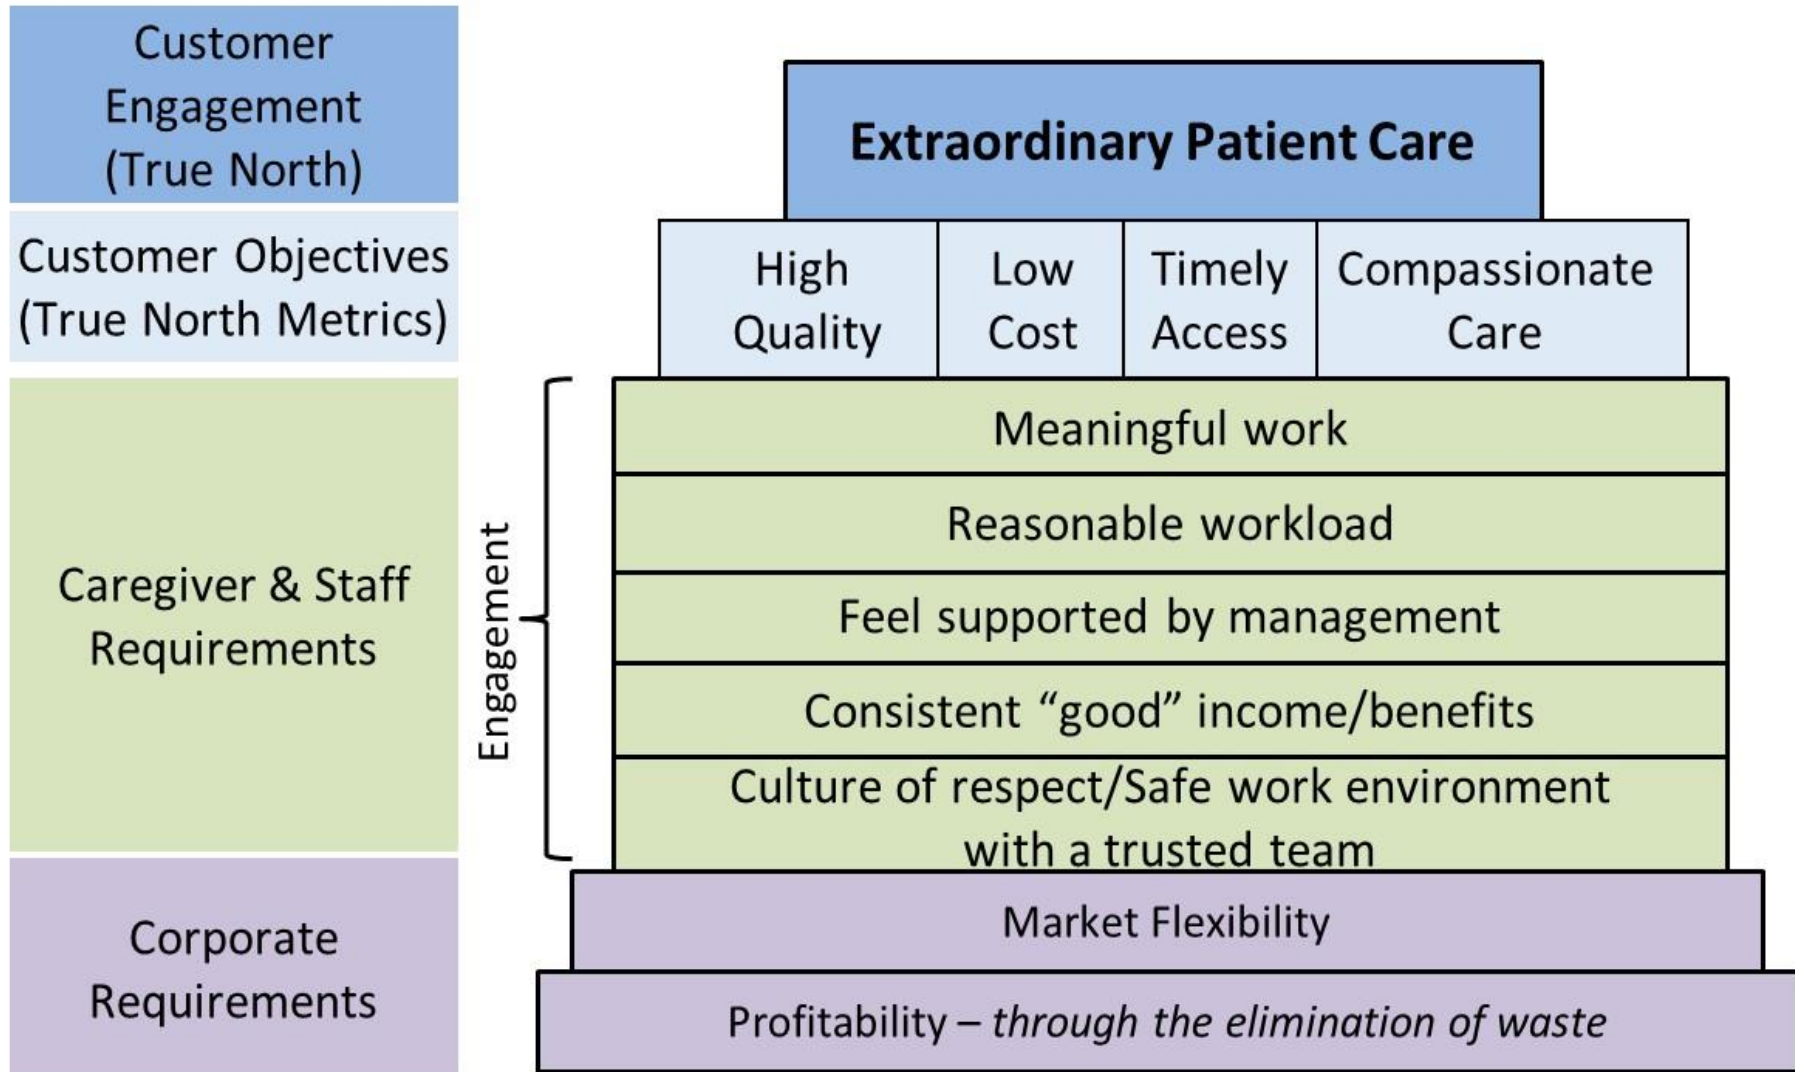 Customer
Engagement
(True North)
Extraordinary Patient Care
Customer Objectives
(True North Metrics)
High
Quality
Low
Cost
Timely
Access
Compassionate
Care
Caregiver & Staff
Requirements
Engagement
Meaningful work
Reasonable workload
Feel supported by management
Consistent “good” income/benefits
Culture of respect/Safe work environment
with a trusted team
Corporate
Requirements
Market Flexibility
Profitability – through the elimination of waste